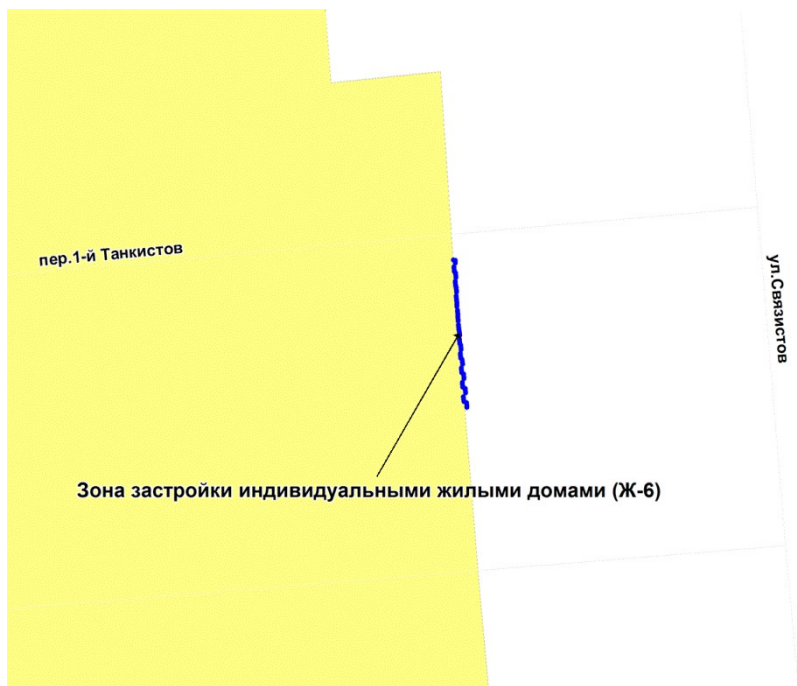 пер.1-й Танкистов
ул.Связистов
Зона застройки индивидуальными жилыми домами (Ж-6)